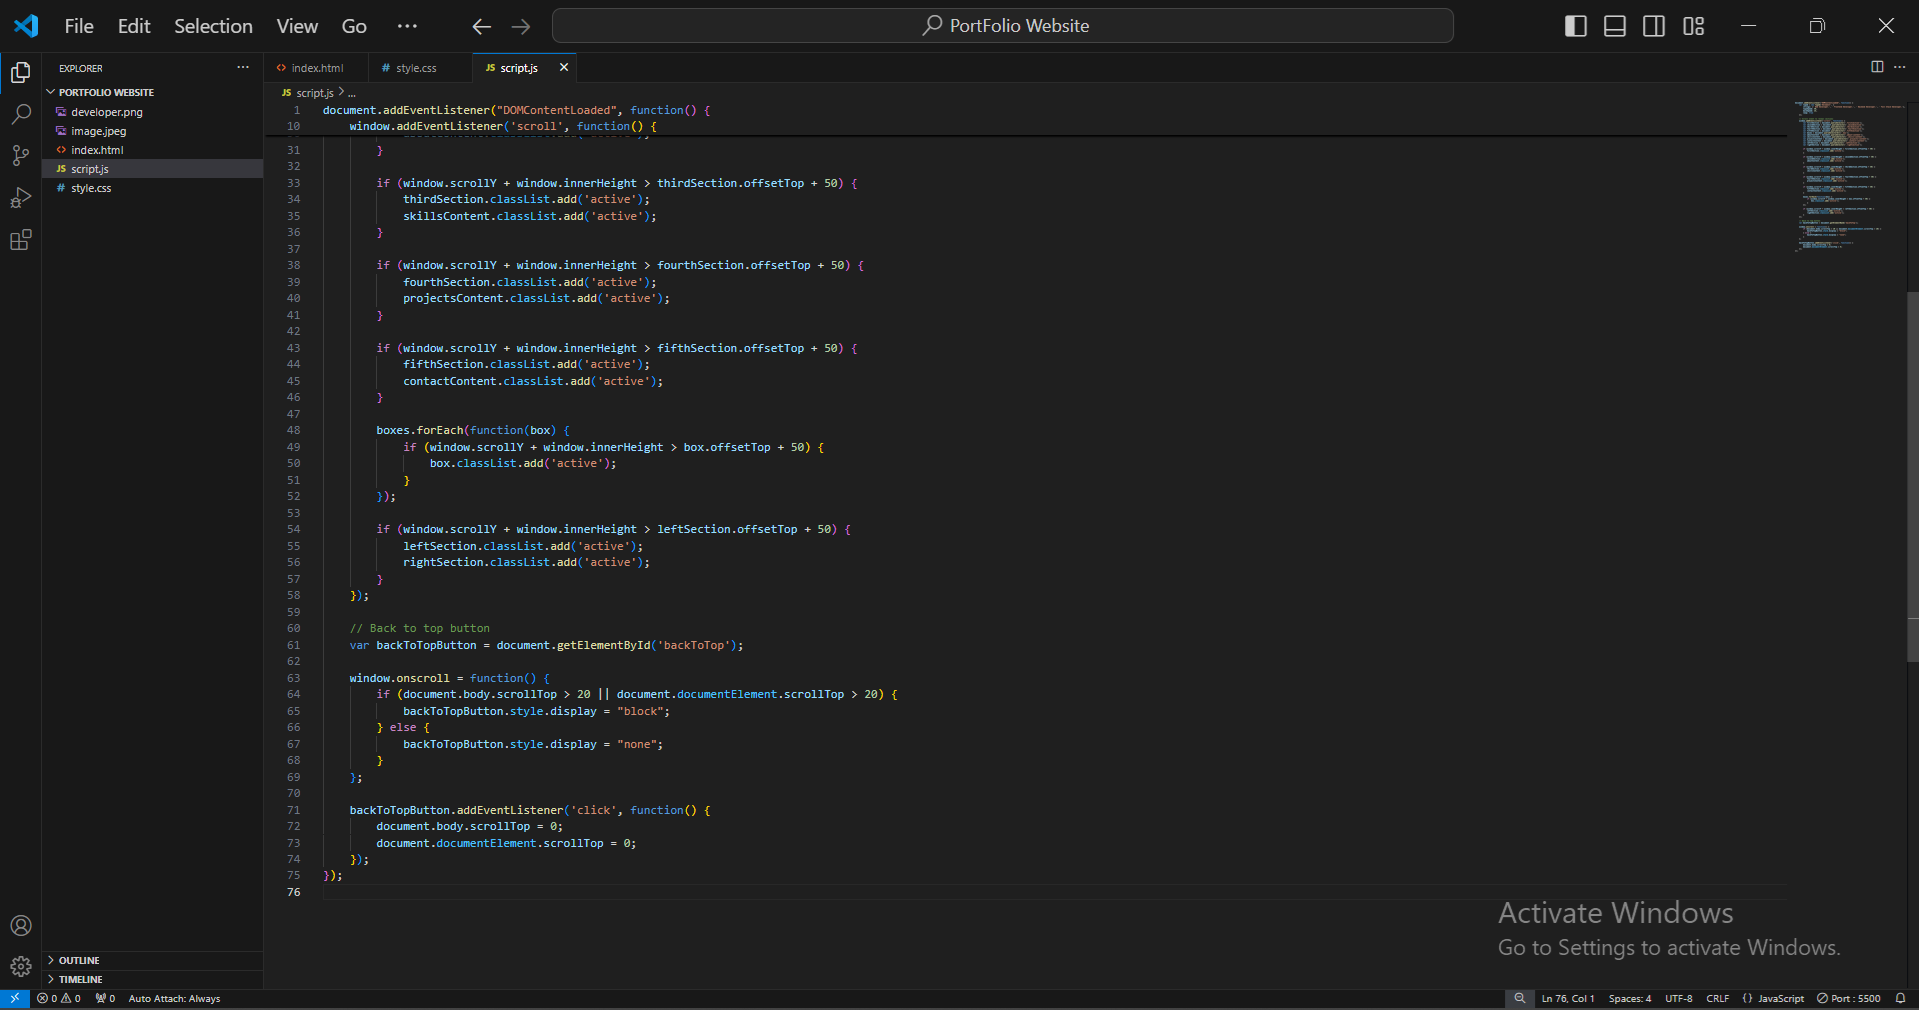 File Edit Selection View Go ··· PortFolio Website
EXPLORER ···
index.html
style.css
script.js
PORTFOLIO WEBSITE
developer.png
image.jpeg
index.html
script.js
style.css
JS script.js > ...
1 document.addEventListener("DOMContentLoaded", function() {
10 window.addEventListener('scroll', function() {
31 }
32
33 if (window.scrollY + window.innerHeight > thirdSection.offsetTop + 50) {
34 thirdSection.classList.add('active');
35 skillsContent.classList.add('active');
36 }
37
38 if (window.scrollY + window.innerHeight > fourthSection.offsetTop + 50) {
39 fourthSection.classList.add('active');
40 projectsContent.classList.add('active');
41 }
42
43 if (window.scrollY + window.innerHeight > fifthSection.offsetTop + 50) {
44 fifthSection.classList.add('active');
45 contactContent.classList.add('active');
46 }
47
48 boxes.forEach(function(box) {
49 if (window.scrollY + window.innerHeight > box.offsetTop + 50) {
50 box.classList.add('active');
51 }
52 });
53
54 if (window.scrollY + window.innerHeight > leftSection.offsetTop + 50) {
55 leftSection.classList.add('active');
56 rightSection.classList.add('active');
57 }
58 });
59
60 // Back to top button
61 var backToTopButton = document.getElementById('backToTop');
62
63 window.onscroll = function() {
64 if (document.body.scrollTop > 20 || document.documentElement.scrollTop > 20) {
65 backToTopButton.style.display = "block";
66 } else {
67 backToTopButton.style.display = "none";
68 }
69 };
70
71 backToTopButton.addEventListener('click', function() {
72 document.body.scrollTop = 0;
73 document.documentElement.scrollTop = 0;
74 });
75 });
76
Activate Windows
Go to Settings to activate Windows.
OUTLINE
TIMELINE
0 0 0 Auto Attach: Always Ln 76, Col 1 Spaces: 4 UTF-8 CRLF {} JavaScript Port : 5500